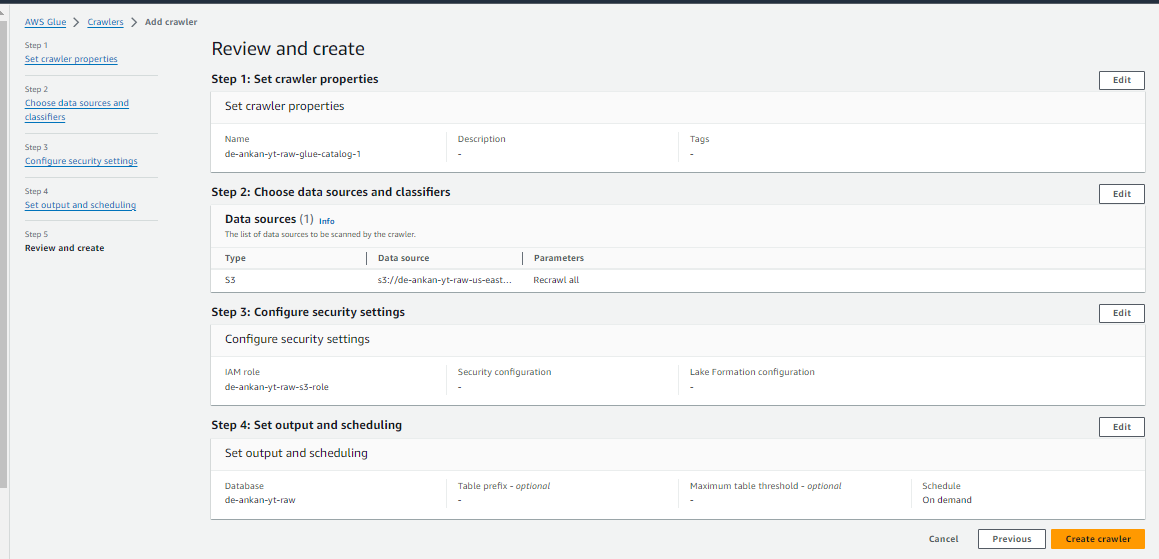 AWS Glue > Crawlers > Add crawler
Step 1
Set crawler properties
Step 2
Choose data sources and
classifiers
Step 3
Configure security settings
Step 4
Set output and scheduling
Step 5
Review and create
Review and create
Step 1: Set crawler properties
Edit
Set crawler properties
Name Description Tags
de-ankan-yt-raw-glue-catalog-1 - -
Step 2: Choose data sources and classifiers
Edit
Data sources (1) Info
The list of data sources to be scanned by the crawler.
Type Data source Parameters
S3 s3://de-ankan-yt-raw-us-east... Recrawl all
Step 3: Configure security settings
Edit
Configure security settings
IAM role Security configuration Lake Formation configuration
de-ankan-yt-raw-s3-role - -
Step 4: Set output and scheduling
Edit
Set output and scheduling
Database Table prefix - optional Maximum table threshold - optional Schedule
de-ankan-yt-raw - - On demand
Cancel Previous Create crawler